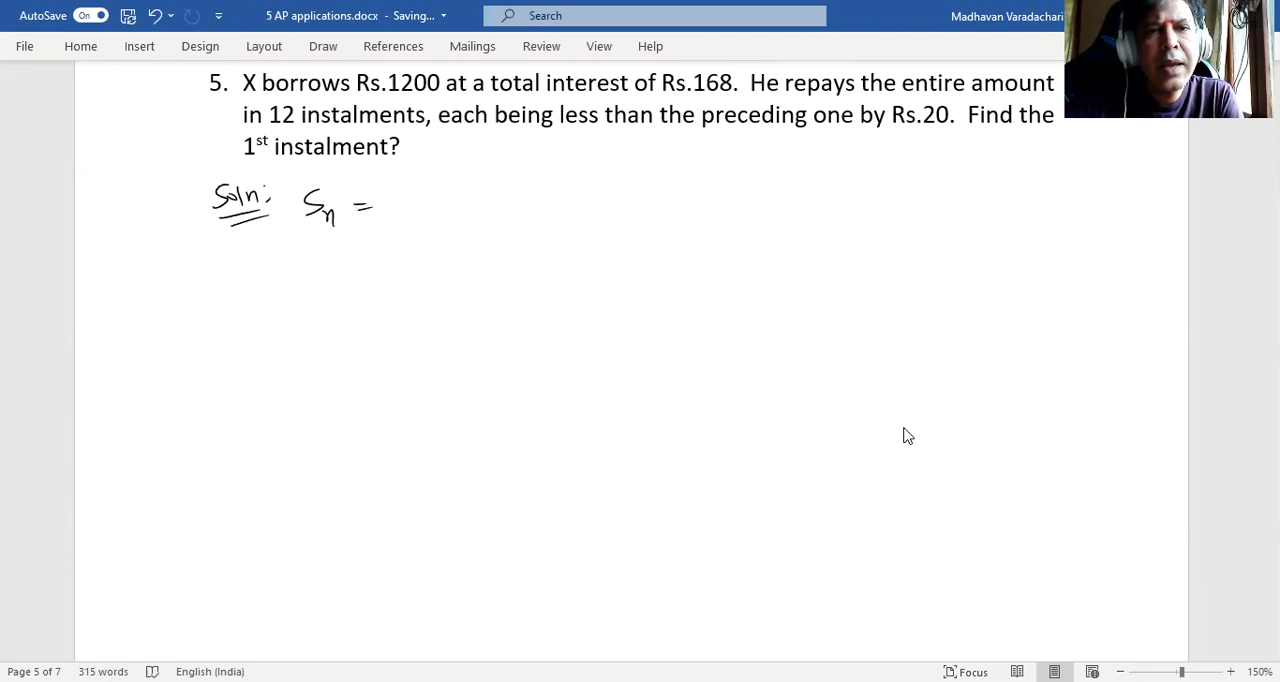 AutoSave On 5 AP applications.docx - Saving... Search Madhavan Varadachari
File Home Insert Design Layout Draw References Mailings Review View Help
5. X borrows Rs.1200 at a total interest of Rs.168. He repays the entire amount
in 12 instalments, each being less than the preceding one by Rs.20. Find the
1st instalment?
Soln: Sn =
Page 5 of 7 315 words English (India) Focus 150%